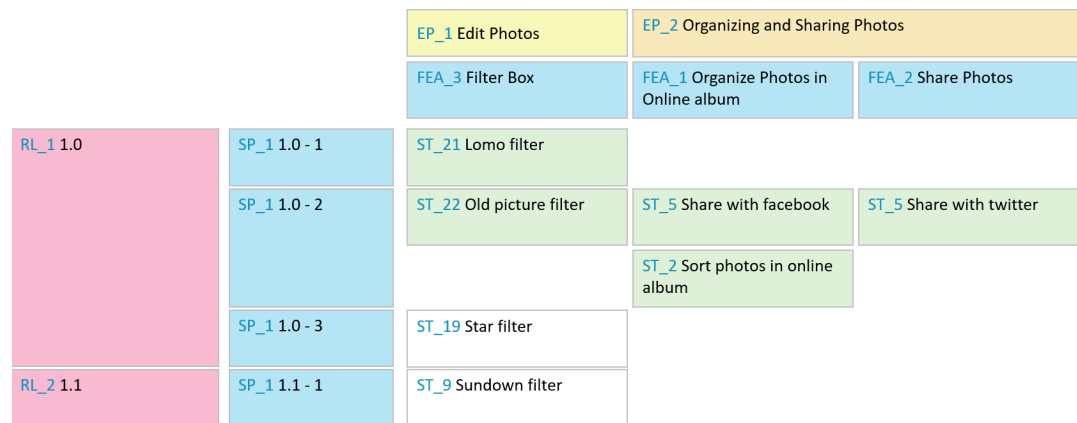 EP_1 Edit Photos
EP_2 Organizing and Sharing Photos
FEA_3 Filter Box
FEA_1 Organize Photos in
Online album
FEA_2 Share Photos
RL_1 1.0
SP_1 1.0 - 1
ST_21 Lomo filter
SP_1 1.0 - 2
ST_22 Old picture filter
ST_5 Share with facebook
ST_5 Share with twitter
ST_2 Sort photos in online
album
SP_1 1.0 - 3
ST_19 Star filter
RL_2 1.1
SP_1 1.1 - 1
ST_9 Sundown filter